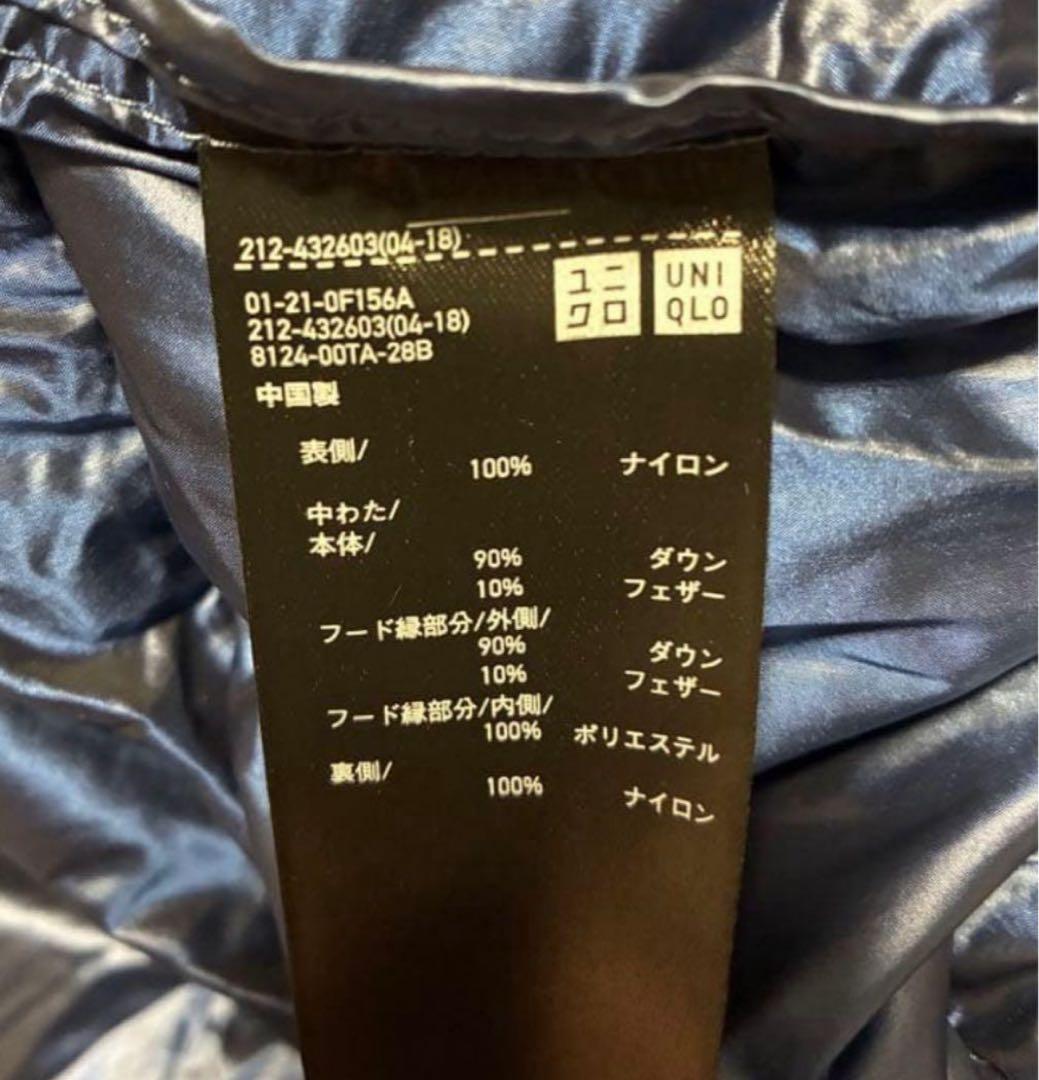 212-432603(04-18)
ユニ
クロ
UNI
QLO
01-21-0F156A
212-432603(04-18)
8124-00TA-28B
中国製
表側/
100% ナイロン
中わた/
本体/
90% ダウン
10% フェザー
フード縁部分/外側/
90% ダウン
10% フェザー
フード縁部分/内側/
100% ポリエステル
裏側/
100% ナイロン